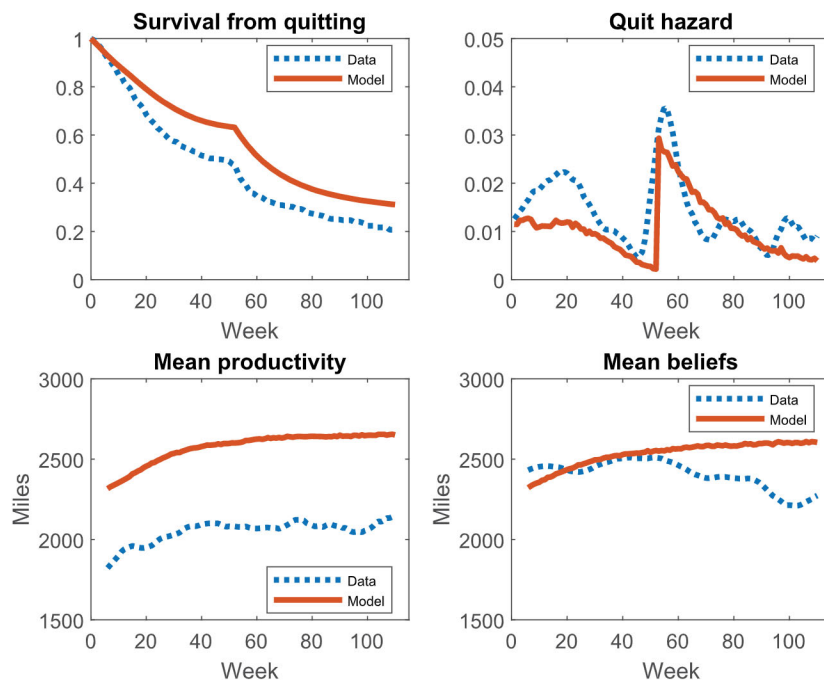 Survival from quitting
1
0.8
0.6
0.4
0.2
0
0 20 40 60 80 100
Week
Data
Model
Quit hazard
0.05
0.04
0.03
0.02
0.01
0
0 20 40 60 80 100
Week
Data
Model
Mean productivity
3000
2500
2000
1500
Miles
0 20 40 60 80 100
Week
Data
Model
Mean beliefs
3000
2500
2000
1500
Miles
0 20 40 60 80 100
Week
Data
Model